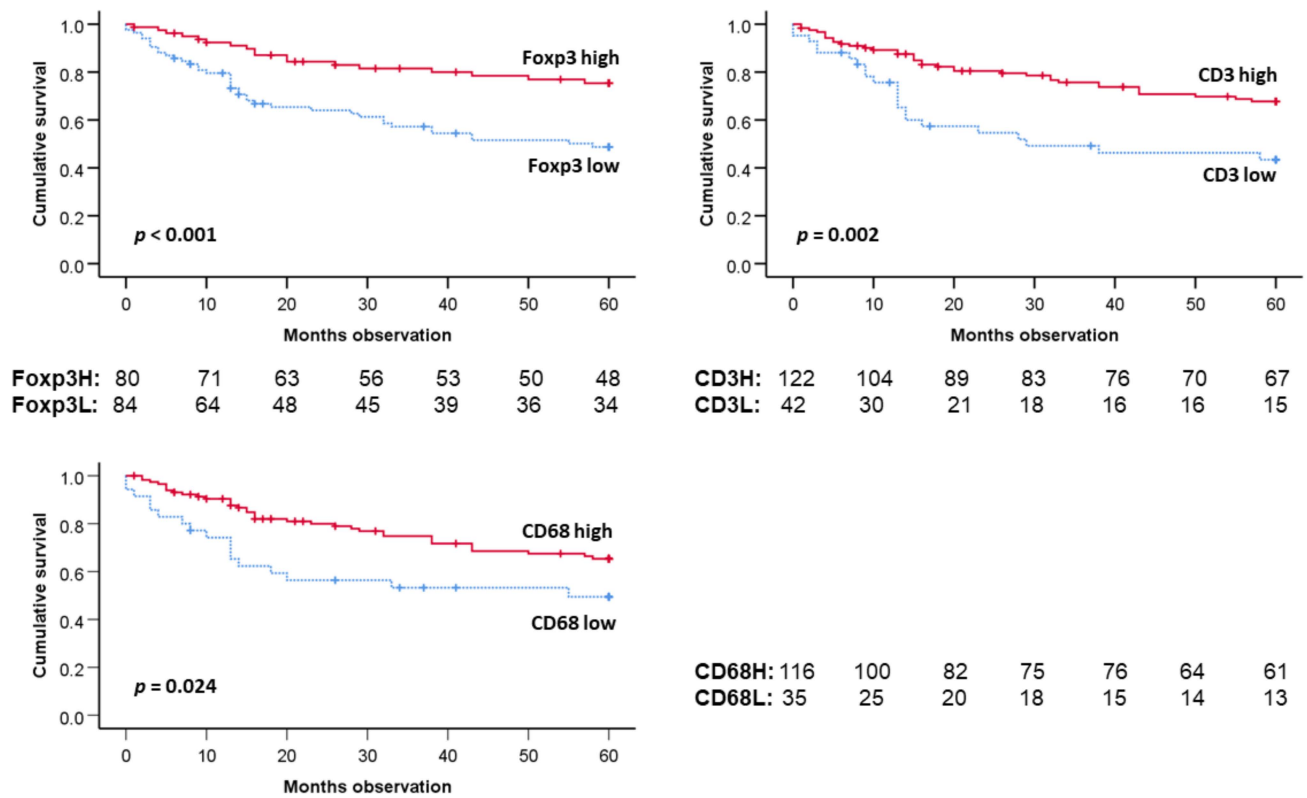 1.0
0.8
0.6
0.4
0.2
0.0
Cumulative survival
Foxp3 high
Foxp3 low
p < 0.001
0 10 20 30 40 50 60
Months observation
Foxp3H: 80 71 63 56 53 50 48
Foxp3L: 84 64 48 45 39 36 34
1.0
0.8
0.6
0.4
0.2
0.0
Cumulative survival
CD3 high
CD3 low
p = 0.002
0 10 20 30 40 50 60
Months observation
CD3H: 122 104 89 83 76 70 67
CD3L: 42 30 21 18 16 16 15
1.0
0.8
0.6
0.4
0.2
0.0
Cumulative survival
CD68 high
CD68 low
p = 0.024
0 10 20 30 40 50 60
Months observation
CD68H: 116 100 82 75 76 64 61
CD68L: 35 25 20 18 15 14 13